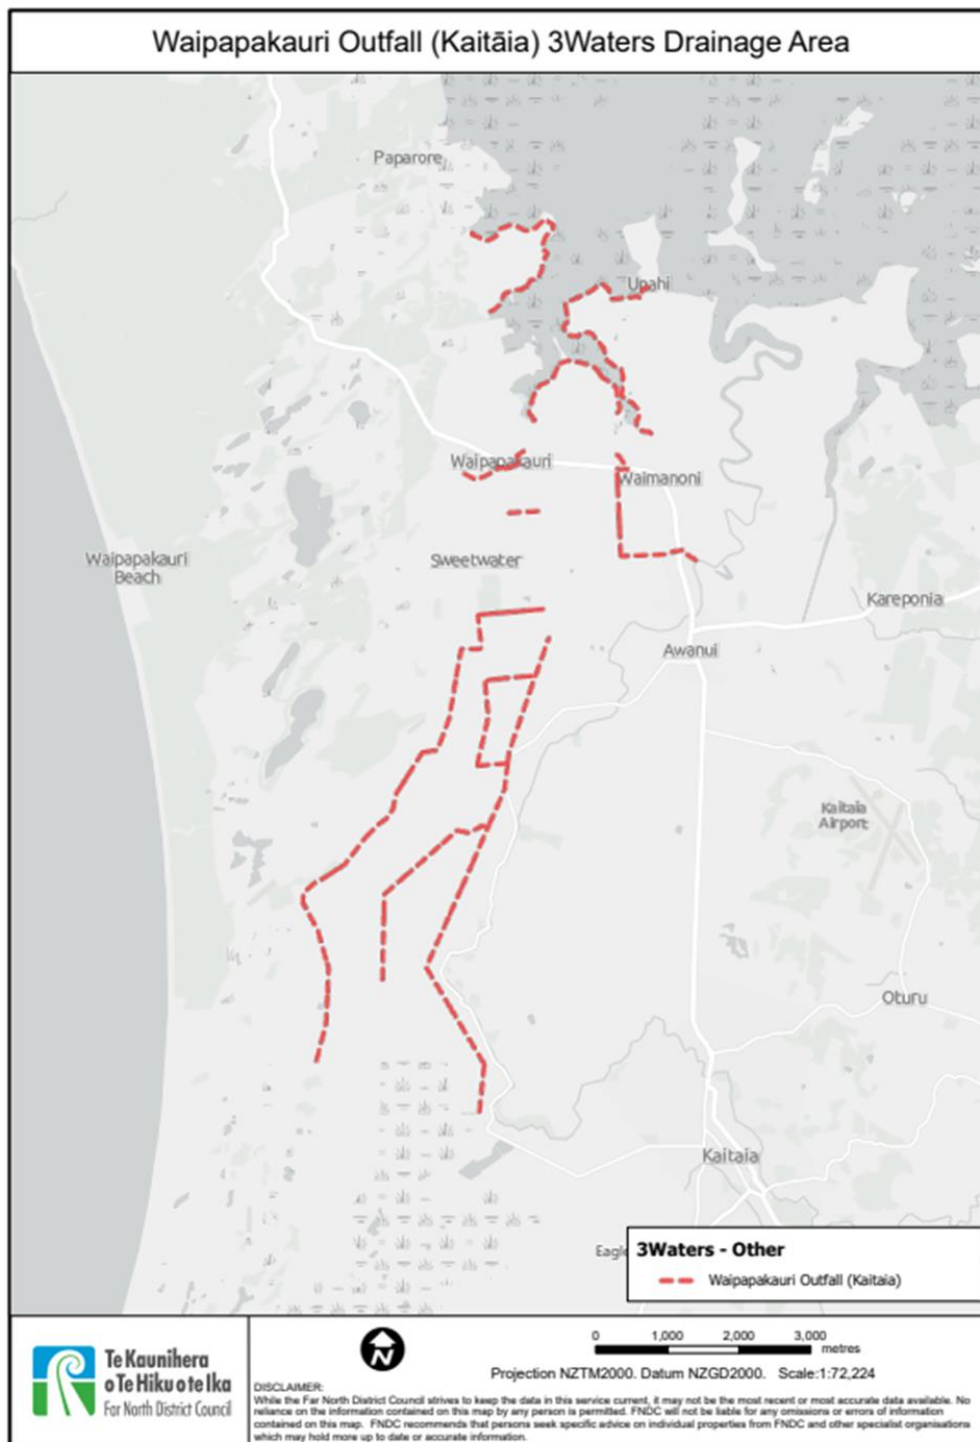 Waipapakauri Outfall (Kaitāia) 3Waters Drainage Area
Paparore
Unahi
Waipapakauri
Waimanoni
Waipapakauri
Beach
Sweetwater
Kareponia
Awanui
Kaitaia
Airport
Oturu
Kaitaia
Eagle
3Waters - Other
Waipapakauri Outfall (Kaitaia)
Te Kaunihera
o Te Hiku o te Ika
Far North District Council
N
0 1,000 2,000 3,000
metres
Projection NZTM2000. Datum NZGD2000. Scale:1:72,224
DISCLAIMER:
While the Far North District Council strives to keep the data in this service current, it may not be the most recent or most accurate data available. No
reliance on the information contained on this map by any person is permitted. FNDC will not be liable for any omissions or errors of information
contained on this map. FNDC recommends that persons seek specific advice on individual properties from FNDC and other specialist organisations
which may hold more up to date or accurate information.